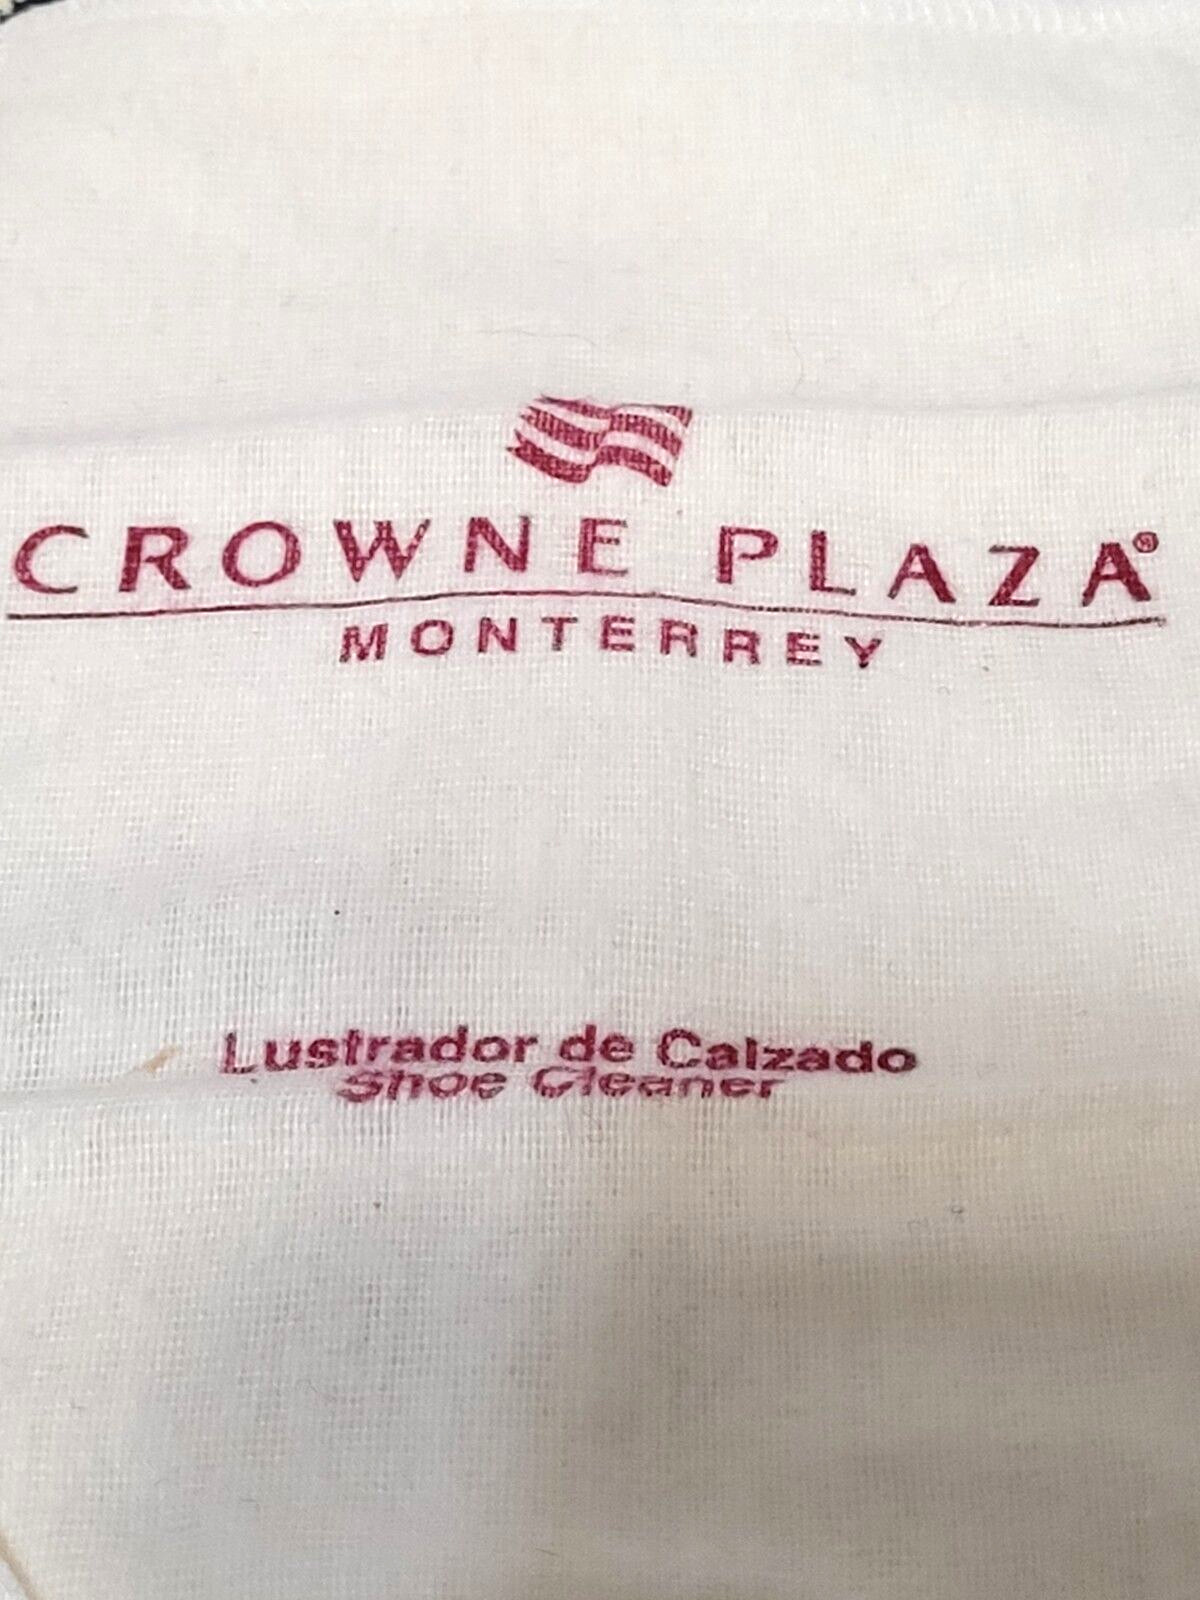 CROWNE PLAZA®
MONTERREY
Lustrador de Calzado
Shoe Cleaner